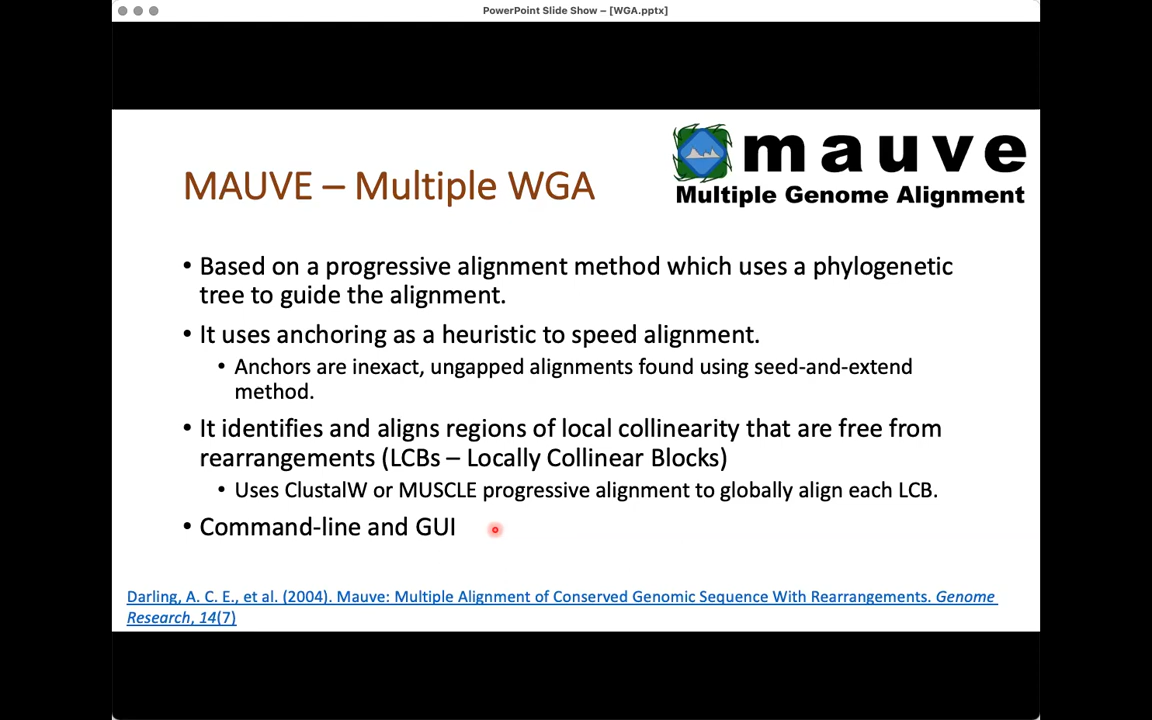 PowerPoint Slide Show – [WGA.pptx]
mauve
Multiple Genome Alignment
MAUVE – Multiple WGA
• Based on a progressive alignment method which uses a phylogenetic
tree to guide the alignment.
• It uses anchoring as a heuristic to speed alignment.
• Anchors are inexact, ungapped alignments found using seed-and-extend
method.
• It identifies and aligns regions of local collinearity that are free from
rearrangements (LCBs – Locally Collinear Blocks)
• Uses ClustalW or MUSCLE progressive alignment to globally align each LCB.
• Command-line and GUI
Darling, A. C. E., et al. (2004). Mauve: Multiple Alignment of Conserved Genomic Sequence With Rearrangements. Genome
Research, 14(7)